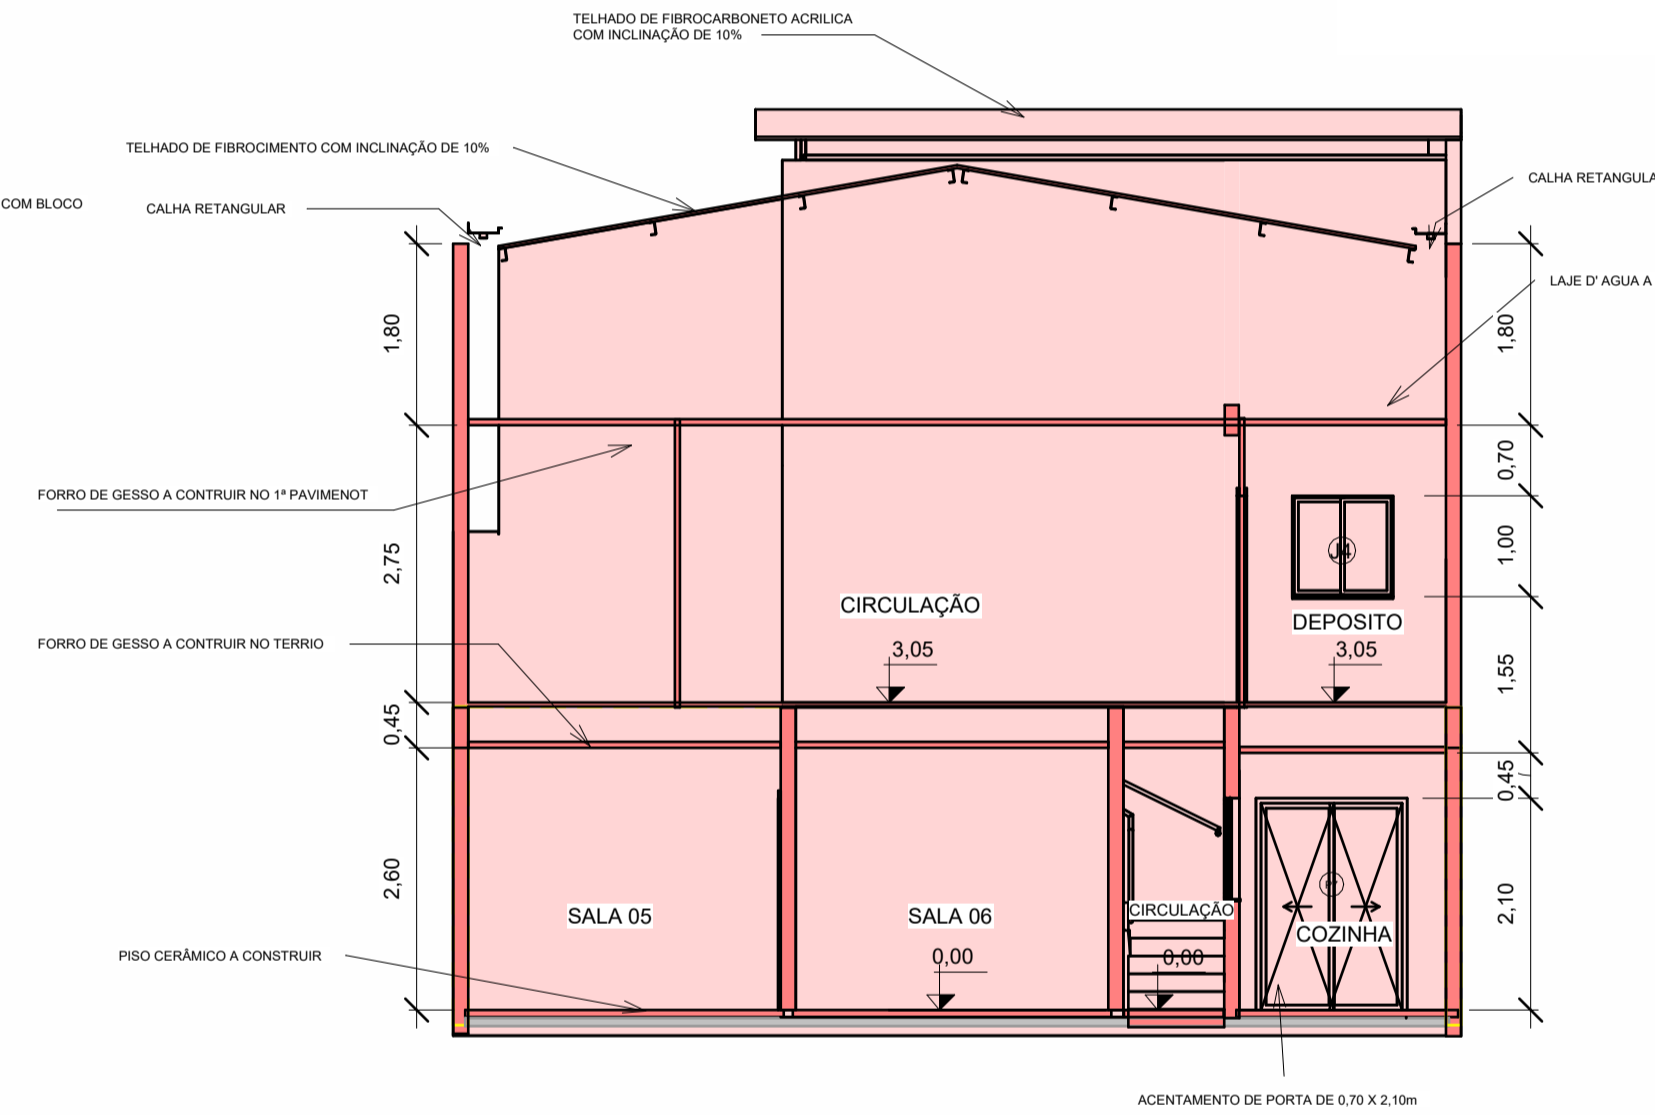 TELHADO DE FIBROCARBONETO ACRILICA
COM INCLINAÇÃO DE 10%
TELHADO DE FIBROCIMENTO COM INCLINAÇÃO DE 10%
CALHA RETANGULA
COM BLOCO
CALHA RETANGULAR
LAJE D' AGUA A
1,80
1,80
0,70
FORRO DE GESSO A CONTRUIR NO 1ª PAVIMENOT
1,00
J4
2,75
CIRCULAÇÃO
DEPOSITO
FORRO DE GESSO A CONTRUIR NO TERRIO
3,05
3,05
1,55
0,45
0,45
2,60
2,10
SALA 05
SALA 06
CIRCULAÇÃO
COZINHA
PISO CERÂMICO A CONSTRUIR
0,00
0,00
ACENTAMENTO DE PORTA DE 0,70 X 2,10m